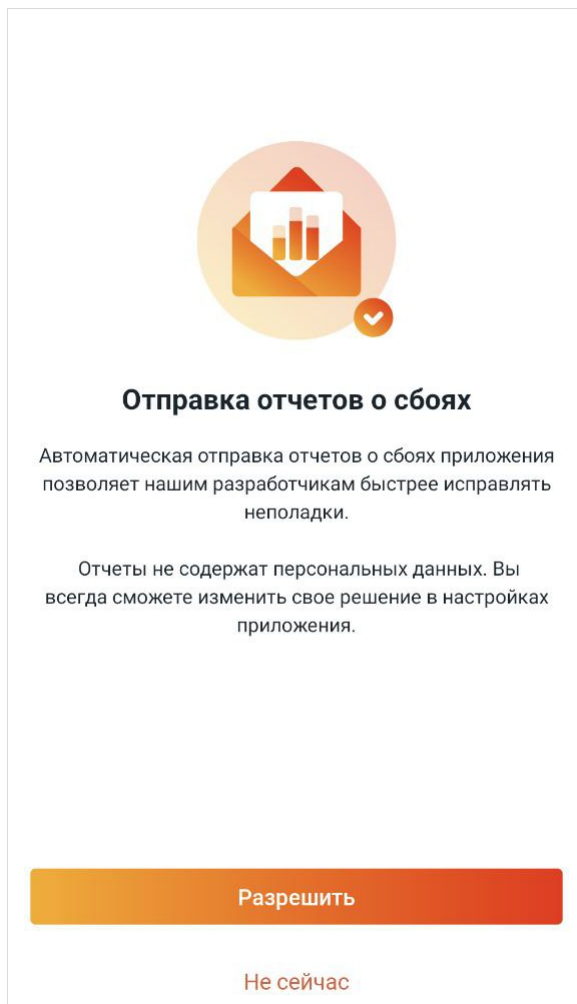 Отправка отчетов о сбоях
Автоматическая отправка отчетов о сбоях приложения
позволяет нашим разработчикам быстрее исправлять
неполадки.
Отчеты не содержат персональных данных. Вы
всегда сможете изменить свое решение в настройках
приложения.
Разрешить
Не сейчас